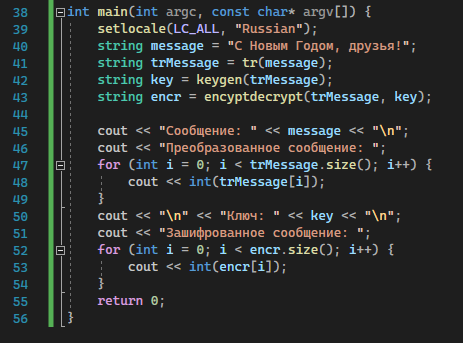 38 int main(int argc, const char* argv[]) {
39 setlocale(LC_ALL, "Russian");
40 string message = "С Новым Годом, друзья!";
41 string trMessage = tr(message);
42 string key = keygen(trMessage);
43 string encr = encyptdecrypt(trMessage, key);
44
45 cout << "Сообщение: " << message << "\n";
46 cout << "Преобразованное сообщение: ";
47 for (int i = 0; i < trMessage.size(); i++) {
48 cout << int(trMessage[i]);
49 }
50 cout << "\n" << "Ключ: " << key << "\n";
51 cout << "Зашифрованное сообщение: ";
52 for (int i = 0; i < encr.size(); i++) {
53 cout << int(encr[i]);
54 }
55 return 0;
56 }